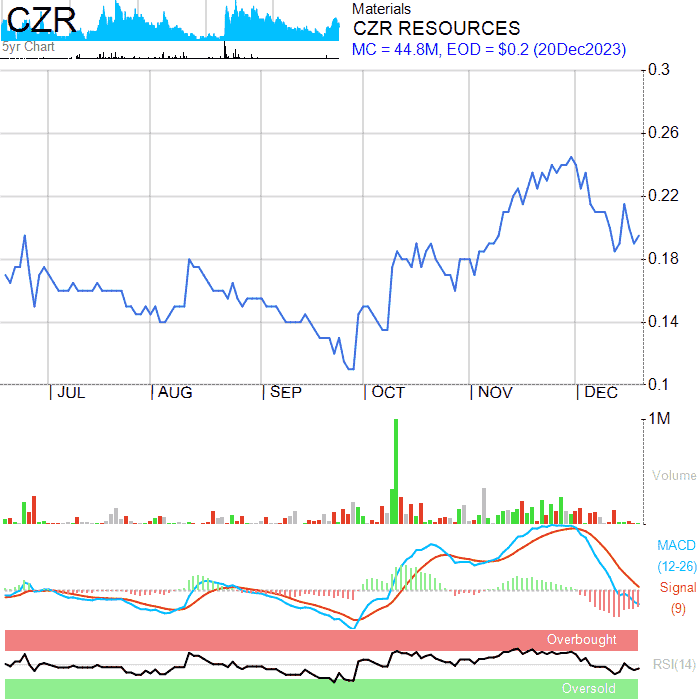 CZR
5yr Chart
Materials
CZR RESOURCES
MC = 44.8M, EOD = $0.2 (20Dec2023)
0.3
0.26
0.22
0.18
0.14
0.1
JUL AUG SEP OCT NOV DEC
1M
Volume
MACD
(12-26)
Signal
(9)
Overbought
RSI(14)
Oversold